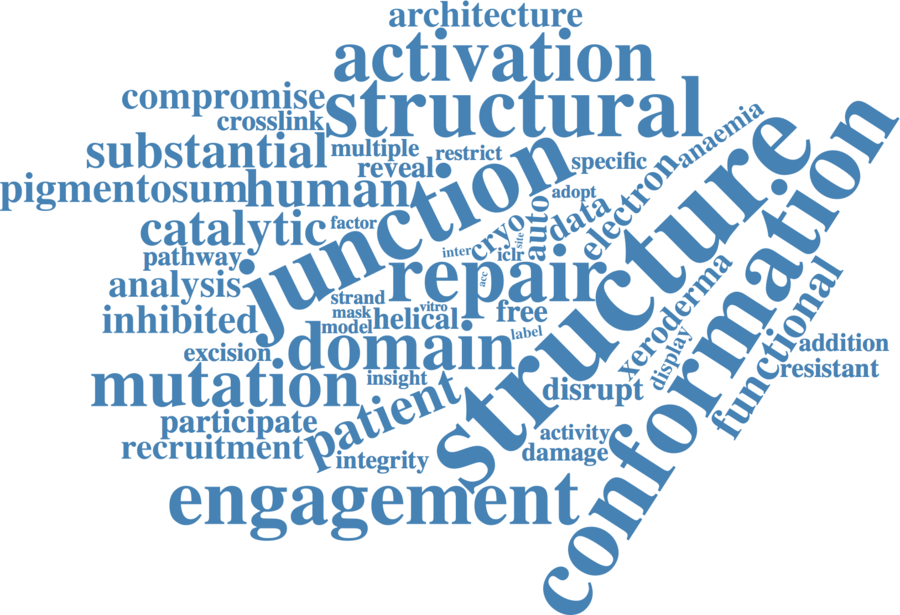 architecture
activation
compromise
structural
crosslink
anaemia
substantial
multiple
restrict
reveal
specific
electron
conformation
pigmentosum
human
junction
adopt
structure
catalytic
factor
cryo
auto
data
site
pathway
inter
iclr
analysis
repair
acc
strand
inhibited
mask
vitro
free
xeroderma
functional
model
helical
label
excision
domain
display
addition
mutation
insight
disrupt
resistant
participate
patient
recruitment
activity
integrity
damage
engagement